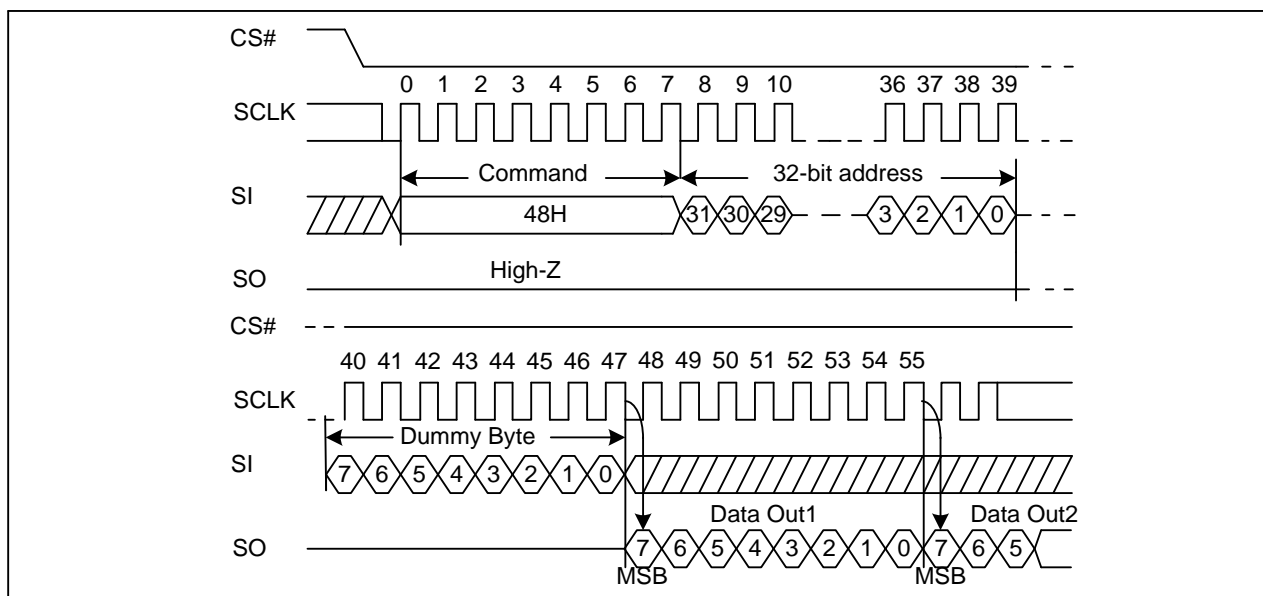 CS#
0 1 2 3 4 5 6 7 8 9 10 36 37 38 39
SCLK
Command 32-bit address
SI
48H 31 30 29 3 2 1 0
High-Z
SO
CS#
40 41 42 43 44 45 46 47 48 49 50 51 52 53 54 55
SCLK
Dummy Byte
SI
7 6 5 4 3 2 1 0
Data Out1 Data Out2
SO
7 6 5 4 3 2 1 0 7 6 5
MSB MSB